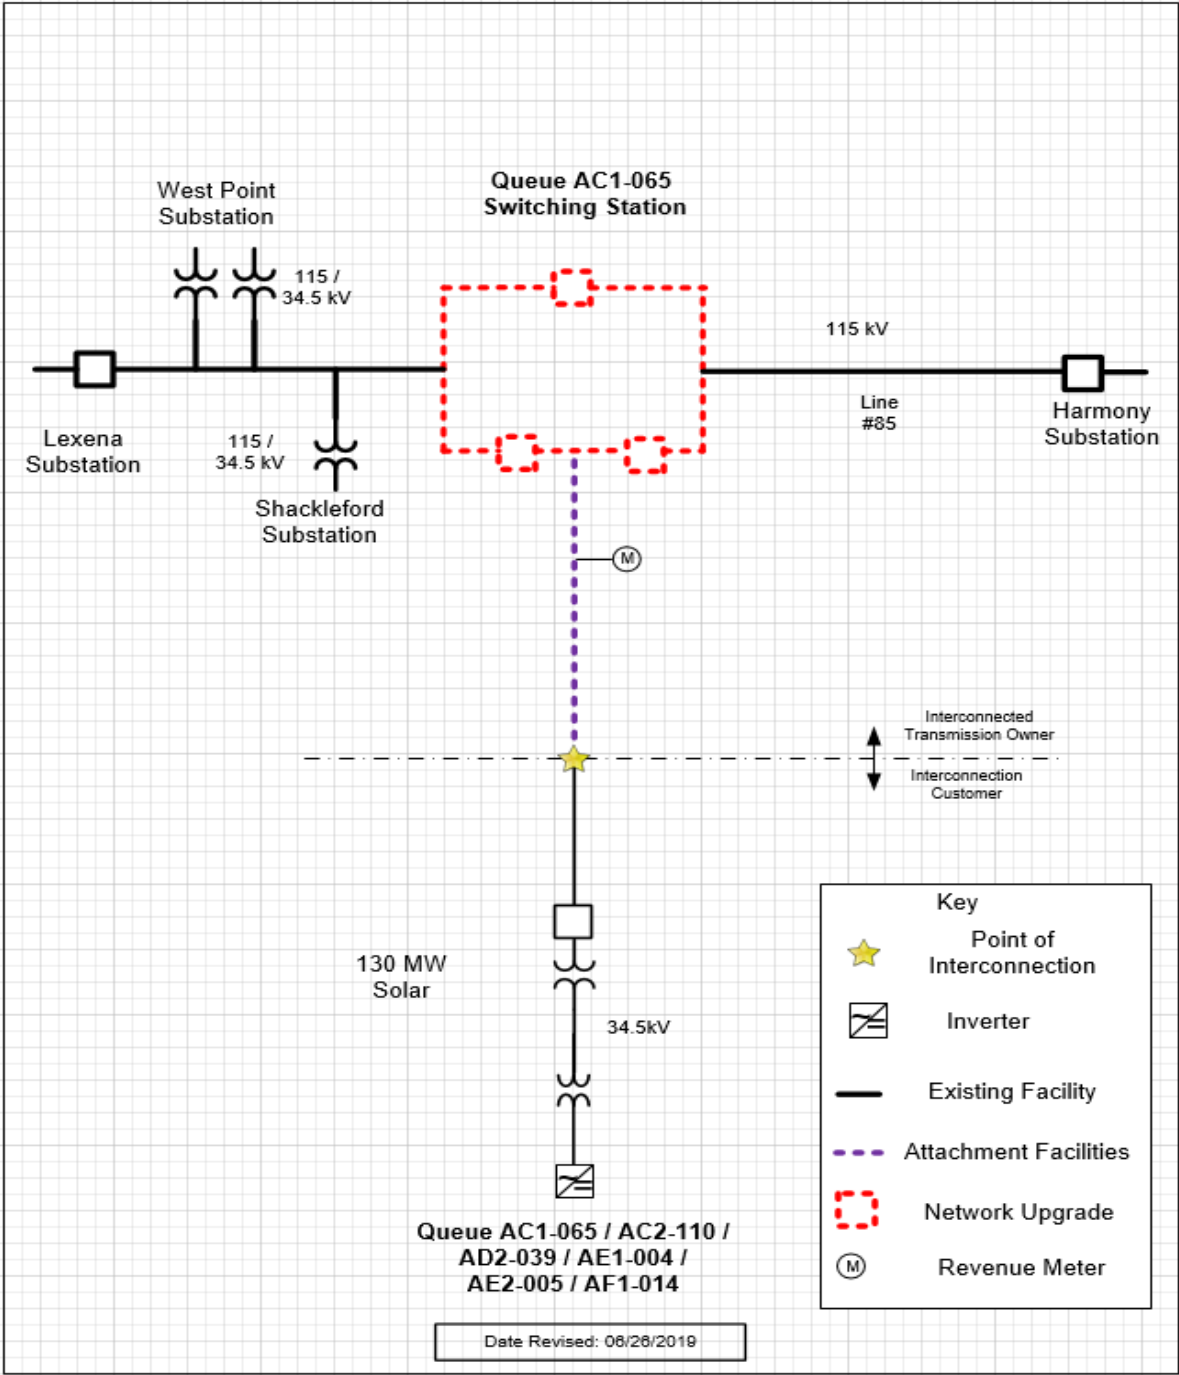 Queue AC1-065
Switching Station
West Point
Substation
115 /
34.5 kV
115 kV
Line
#85
Harmony
Substation
Lexena
Substation
115 /
34.5 kV
Shackleford
Substation
M
Interconnected
Transmission Owner
Interconnection
Customer
130 MW
Solar
34.5kV
Queue AC1-065 / AC2-110 /
AD2-039 / AE1-004 /
AE2-005 / AF1-014
Key
Point of
Interconnection
Inverter
Existing Facility
Attachment Facilities
Network Upgrade
M
Revenue Meter
Date Revised: 06/26/2019